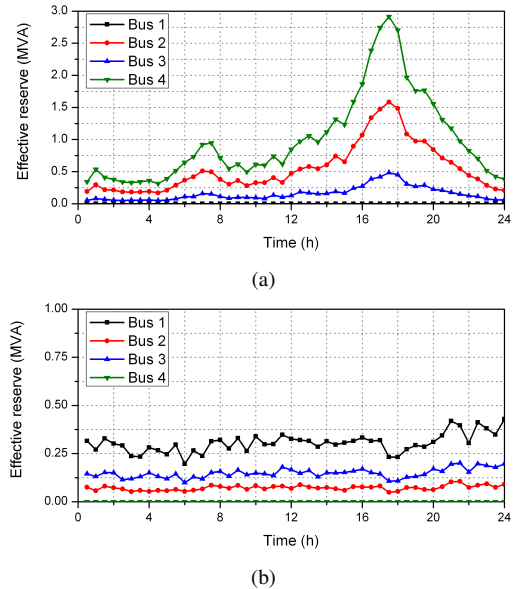 3.0
2.5
2.0
1.5
1.0
0.5
0.0
Effective reserve (MVA)
Bus 1
Bus 2
Bus 3
Bus 4
0 4 8 12 16 20 24
Time (h)
(a)
1.00
0.75
0.50
0.25
0.00
Effective reserve (MVA)
Bus 1
Bus 2
Bus 3
Bus 4
0 4 8 12 16 20 24
Time (h)
(b)